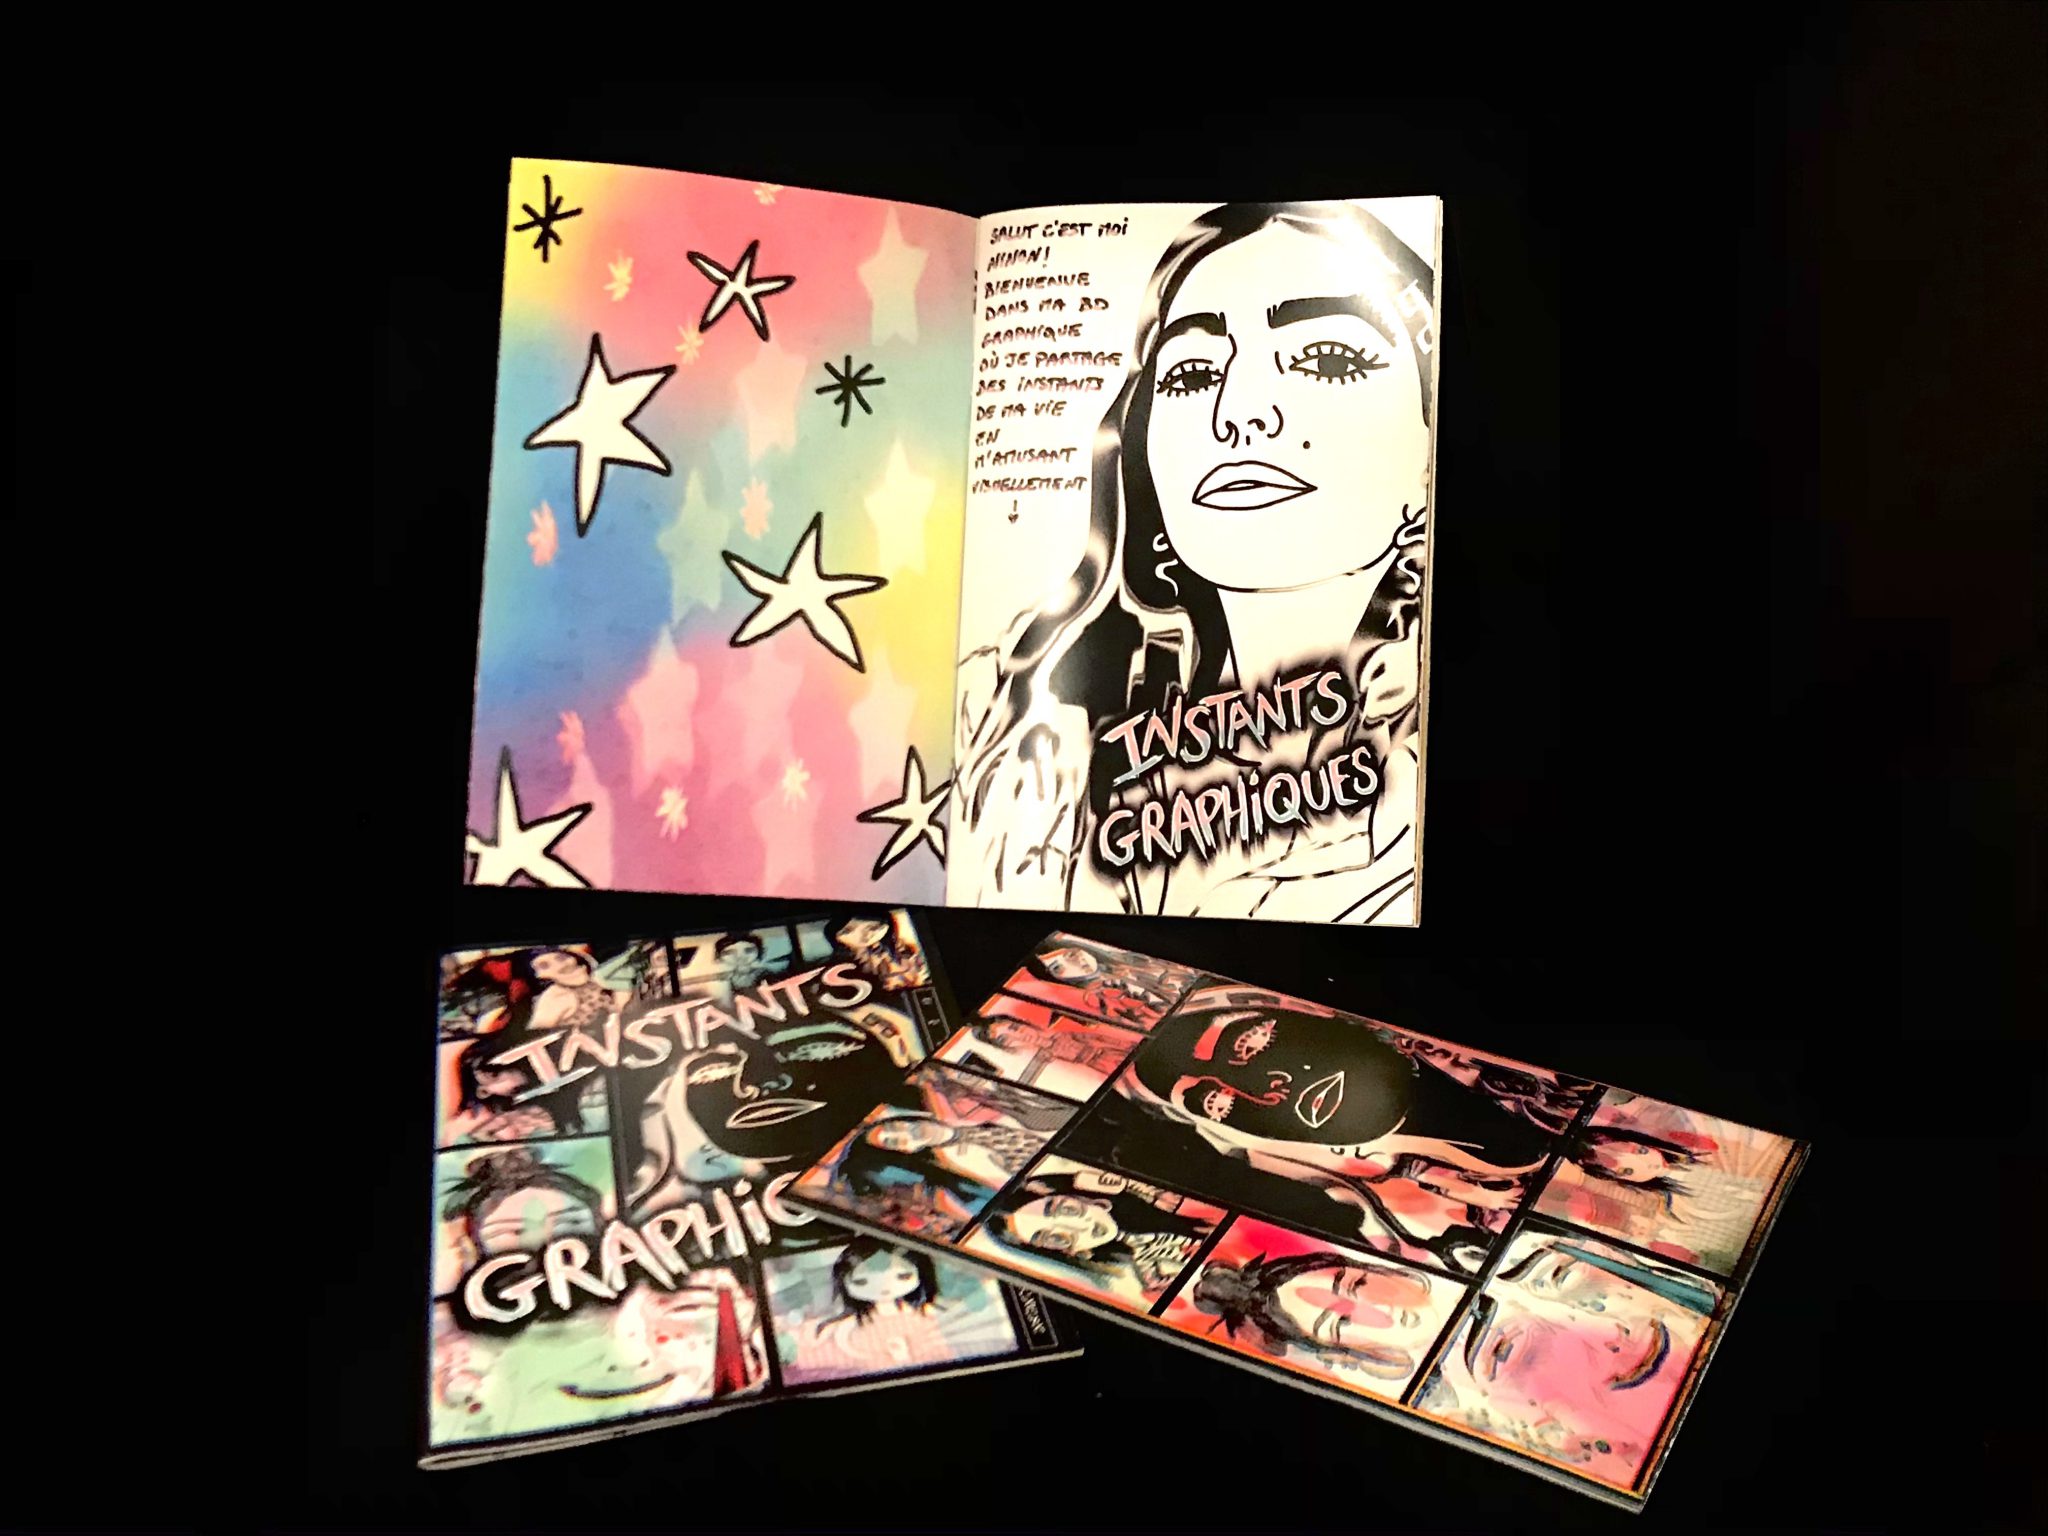 SALUT C'EST MOI
NINON!
BIENVENUE
DANS MA BD
GRAPHIQUE
OÙ JE PARTAGE
DES INSTANTS
DE MA VIE
EN
M'AMUSANT
VISUELLEMENT
!
INSTANTS
GRAPHIQUES
INSTANTS
GRAPHIQ